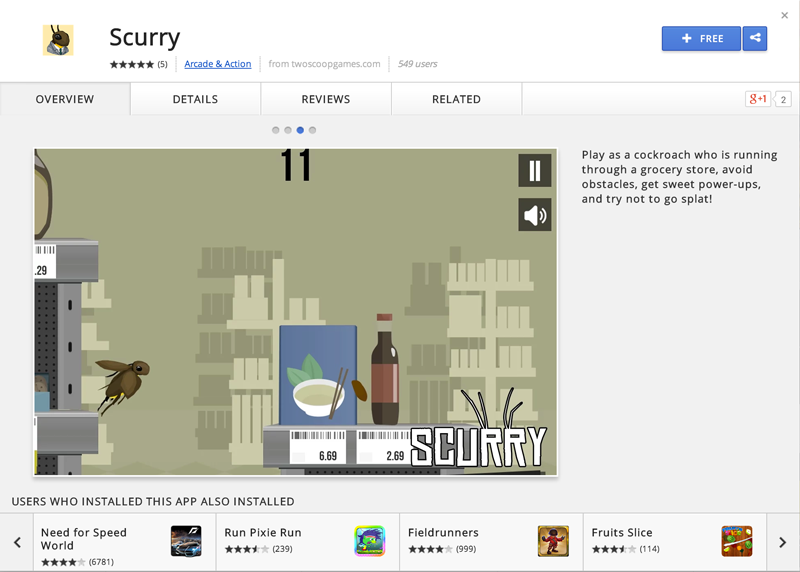 Scurry
(5)
Arcade & Action
from twoscoopgames.com
549 users
FREE
OVERVIEW
DETAILS
REVIEWS
RELATED
g+1
2
11
Play as a cockroach who is running
through a grocery store, avoid
obstacles, get sweet power-ups,
and try not to go splat!
.29
6.69
2.69
SCURRY
USERS WHO INSTALLED THIS APP ALSO INSTALLED
Need for Speed
World
(6781)
Run Pixie Run
(239)
Fieldrunners
(999)
Fruits Slice
(114)